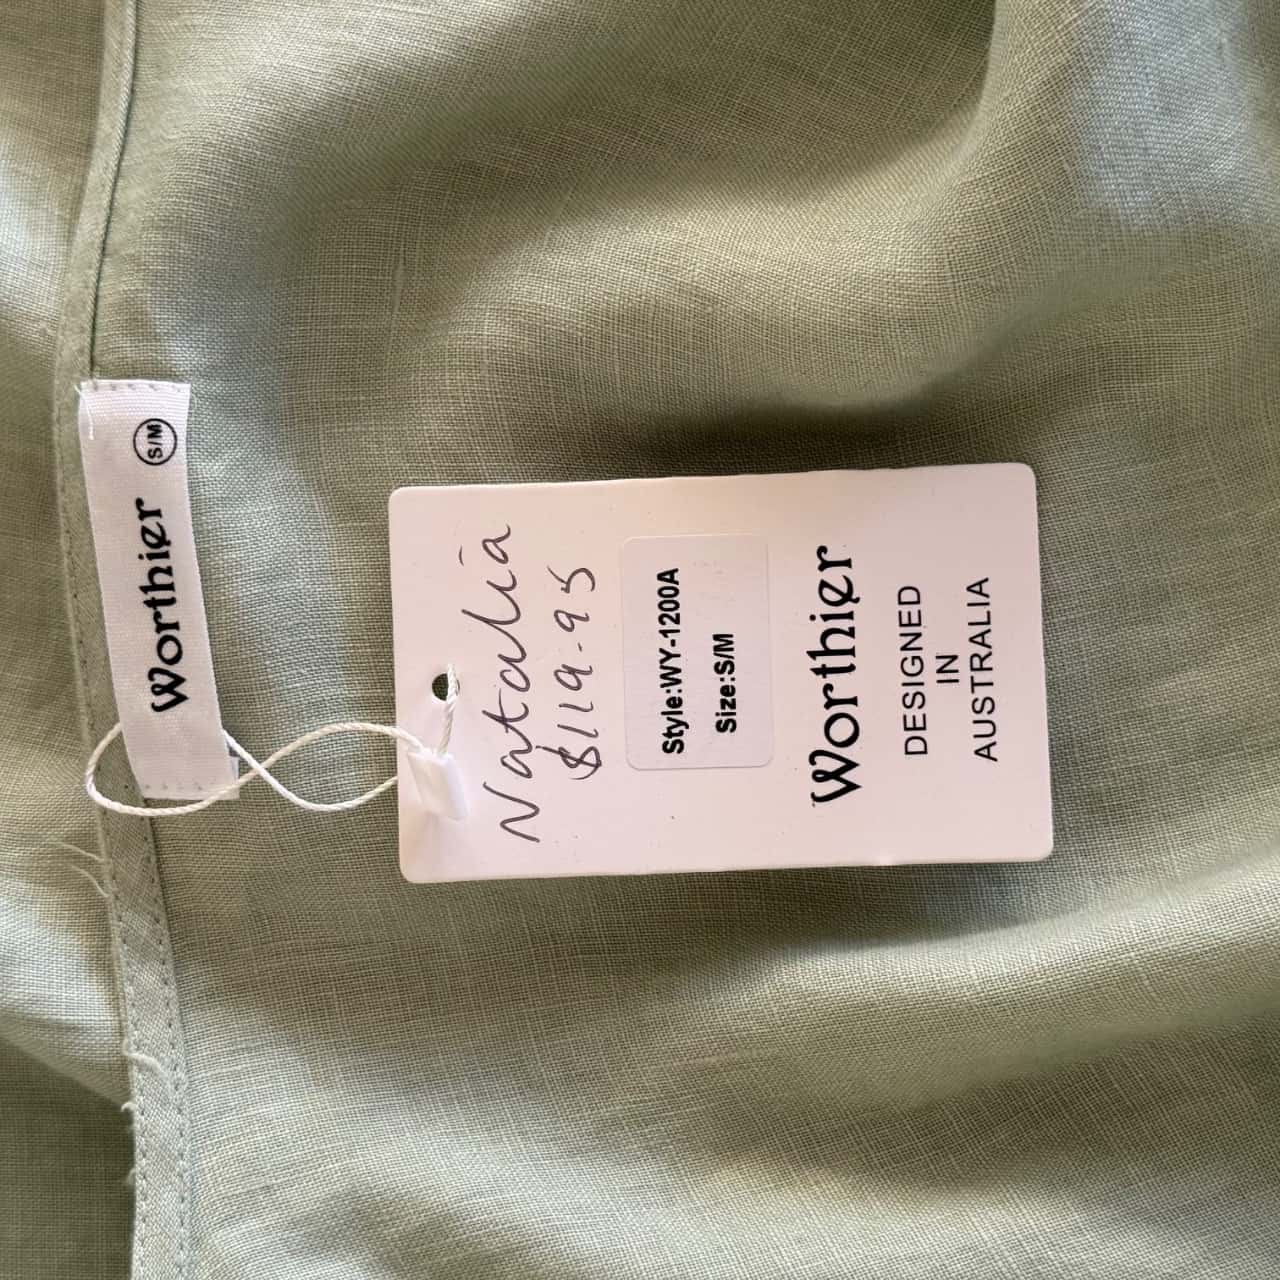 Worthier S/M
Natalia
$119-95
Style:WY-1200A
Size:S/M
Worthier
DESIGNED
IN
AUSTRALIA